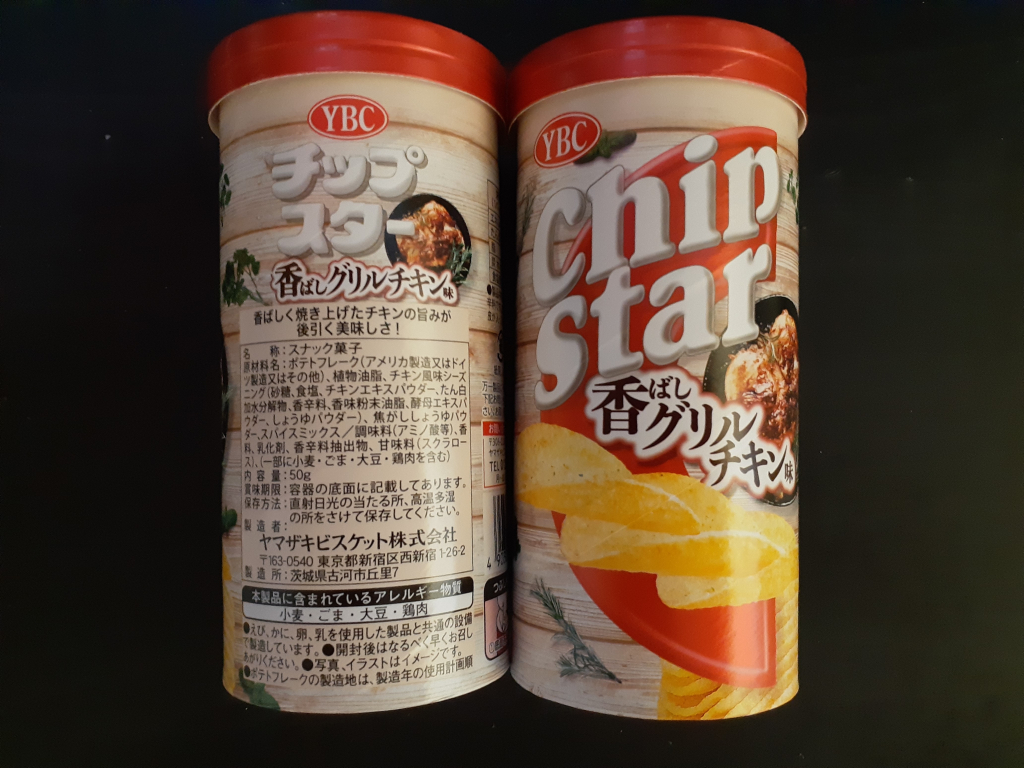 YBC
チップ
スター
香ばしグリルチキン味
香ばしく焼き上げたチキンの旨みが
後引く美味しさ！
名　　称：スナック菓子
原材料名：ポテトフレーク（アメリカ製造又はドイ
ツ製造又はその他）、植物油脂、チキン風味シーズ
ニング（砂糖、食塩、チキンエキスパウダー、たん白
加水分解物、香辛料、香味粉末油脂、酵母エキスパ
ウダー、しょうゆパウダー）、焦がししょうゆパウ
ダー、スパイスミックス／調味料（アミノ酸等）、香
料、乳化剤、香辛料抽出物、甘味料（スクラロー
ス）、（一部に小麦・ごま・大豆・鶏肉を含む）
内 容 量：50g
賞味期限：容器の底面に記載してあります。
保存方法：直射日光の当たる所、高温多湿
の所をさけて保存してください。
製 造 者：
ヤマザキビスケット株式会社
〒163-0540 東京都新宿区西新宿 1-26-2
製 造 所：茨城県古河市丘里7
本製品に含まれているアレルギー物質
小麦・ごま・大豆・鶏肉
●えび、かに、卵、乳を使用した製品と共通の設備
で製造しています。●開封後はなるべく早くお召し
あがりください。●写真、イラストはイメージです。
●ポテトフレークの製造地は、製造年の使用計画順
YBC
Chip
Star
香ばし
グリル
チキン味